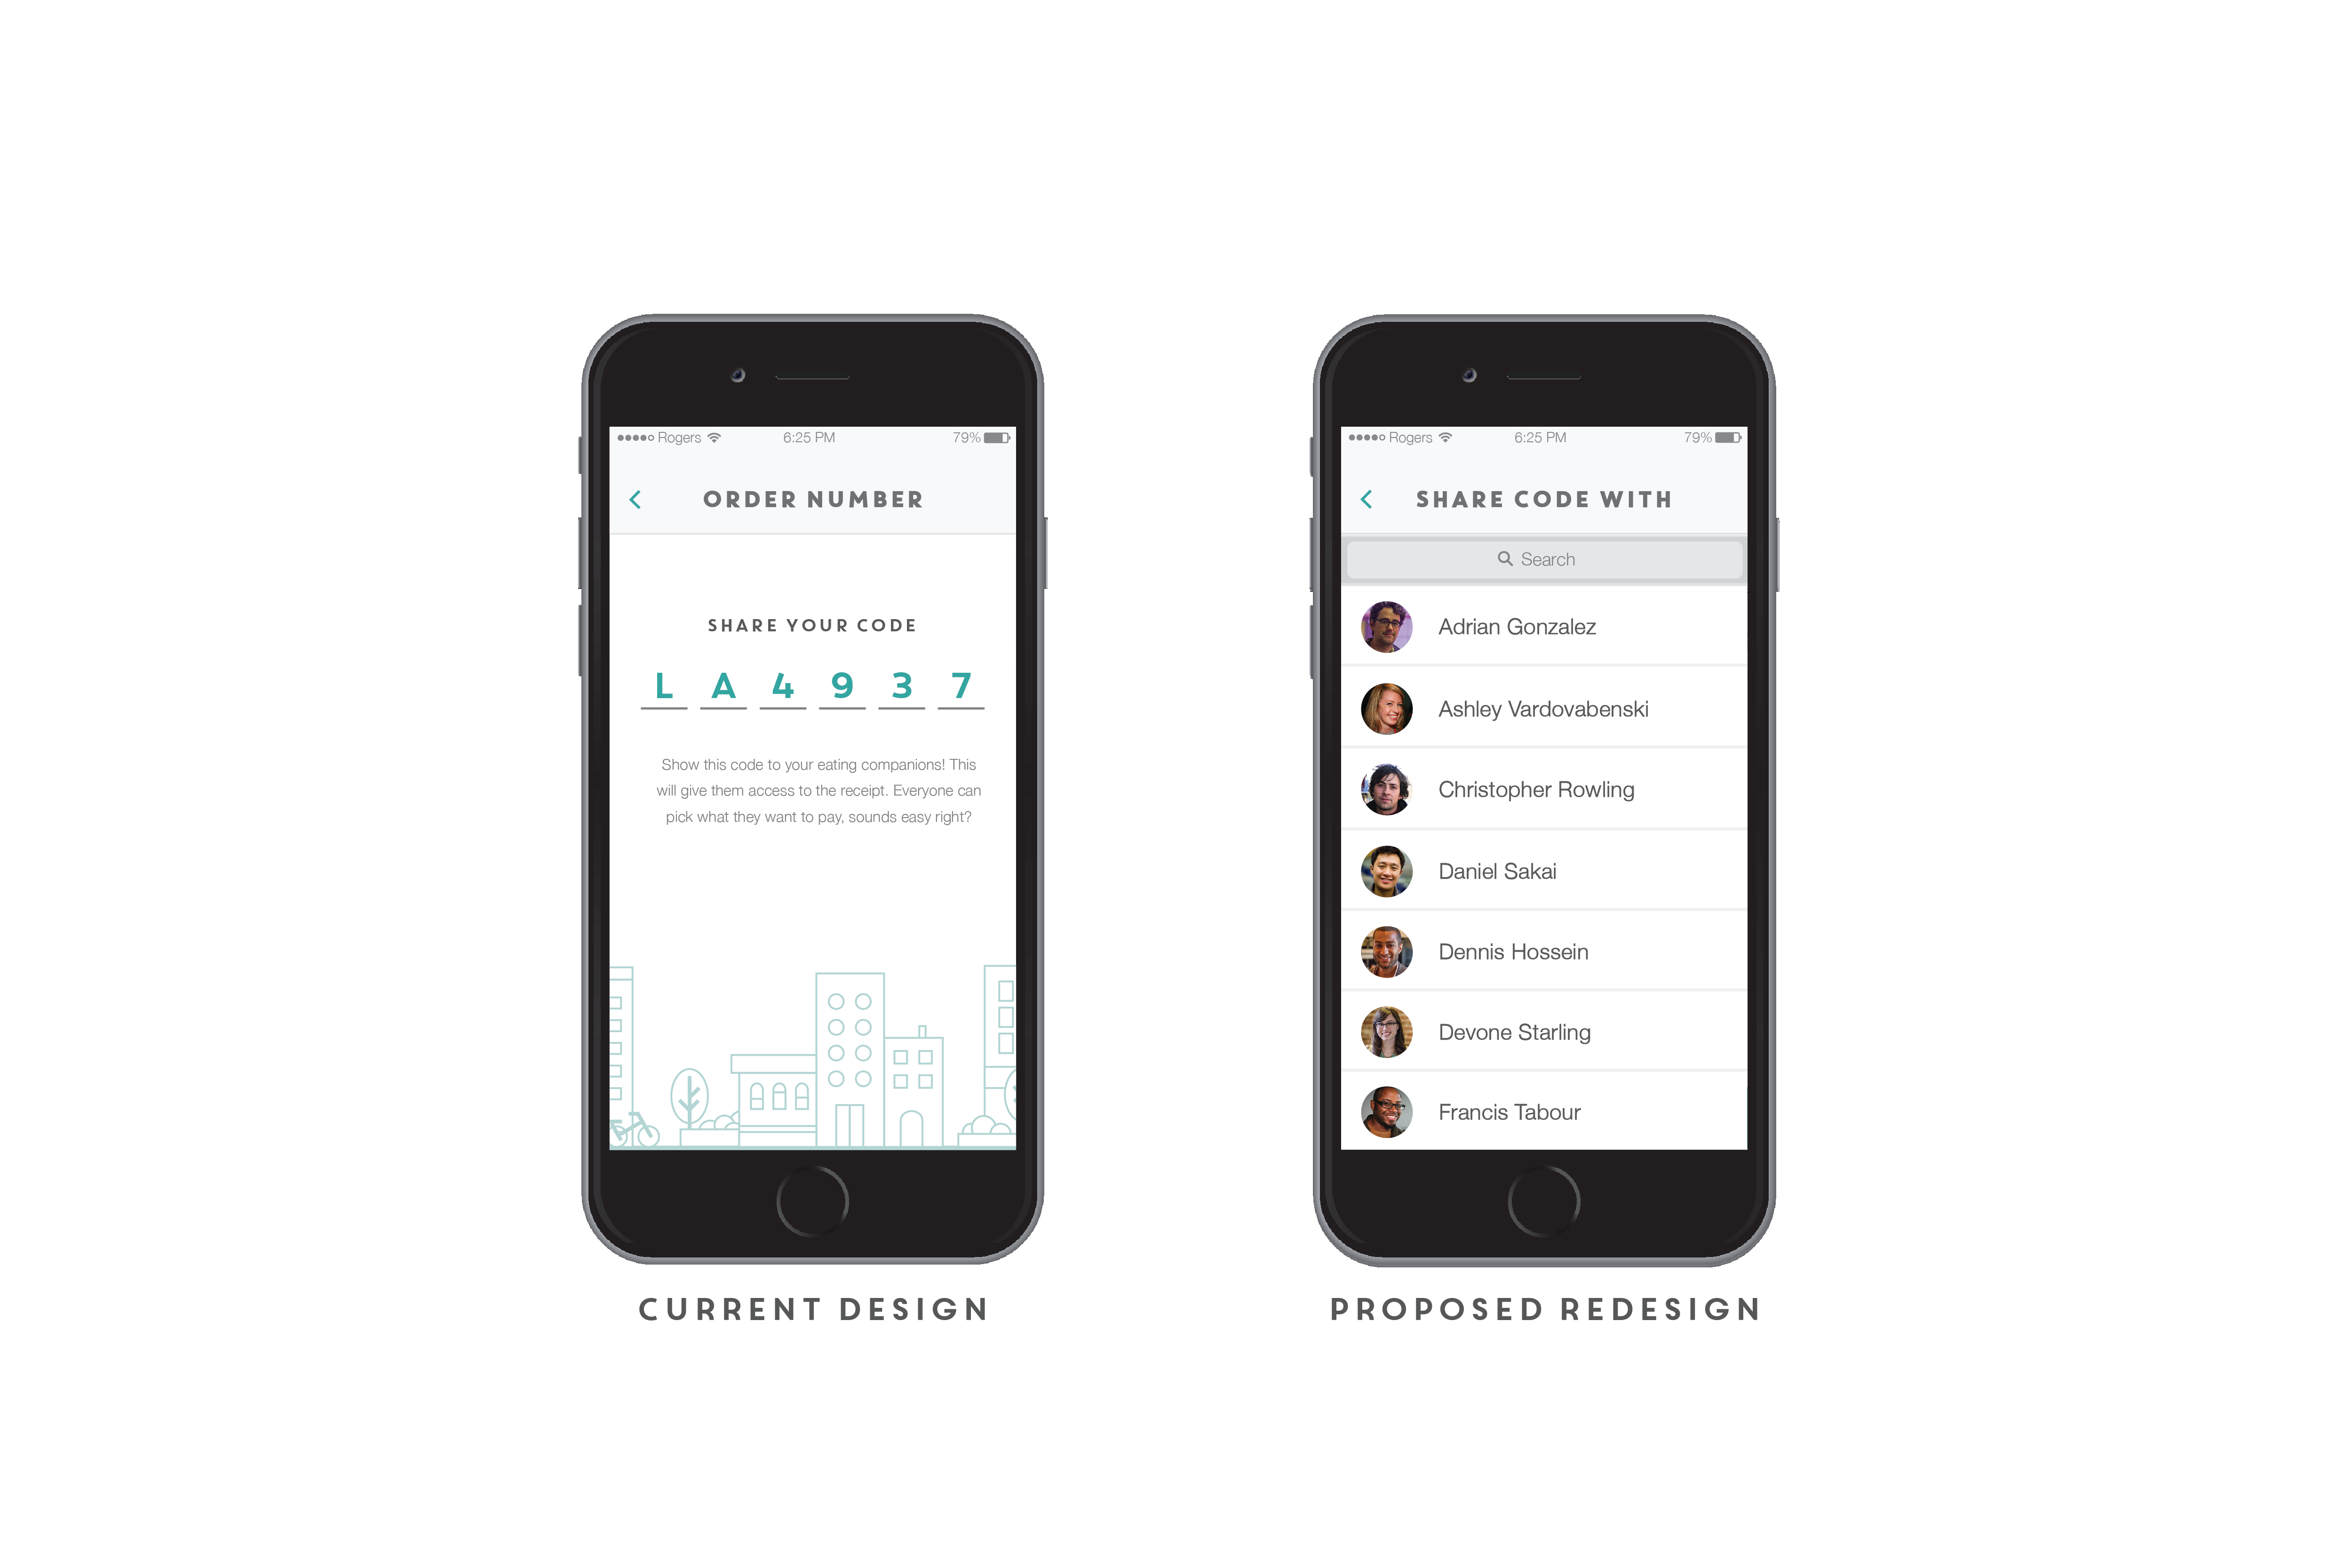 Rogers 6:25 PM 79%
ORDER NUMBER
SHARE YOUR CODE
L A 4 9 3 7
Show this code to your eating companions! This
will give them access to the receipt. Everyone can
pick what they want to pay, sounds easy right?
CURRENT DESIGN
Rogers 6:25 PM 79%
SHARE CODE WITH
Search
Adrian Gonzalez
Ashley Vardovabenski
Christopher Rowling
Daniel Sakai
Dennis Hossein
Devone Starling
Francis Tabour
PROPOSED REDESIGN